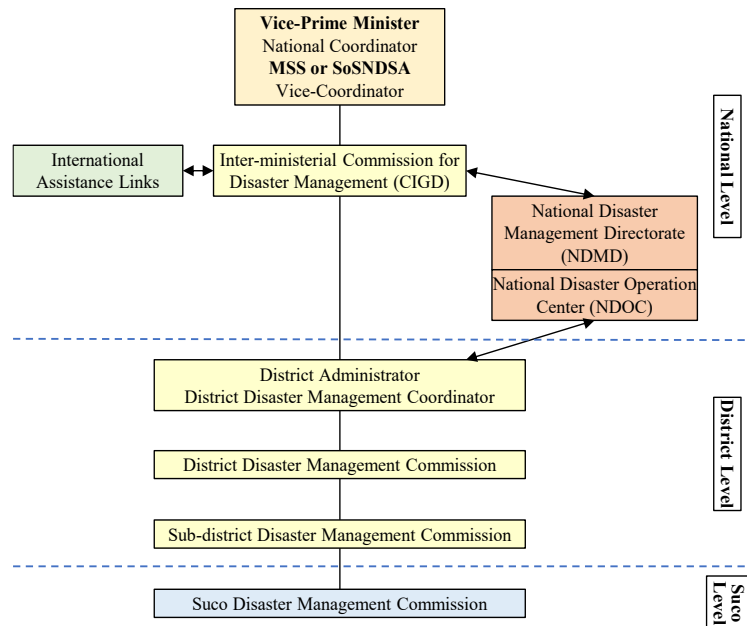 Vice-Prime Minister
National Coordinator
MSS or SoSNDSA
Vice-Coordinator
National Level
International
Assistance Links
Inter-ministerial Commission for
Disaster Management (CIGD)
National Disaster
Management Directorate
(NDMD)
National Disaster Operation
Center (NDOC)
District Administrator
District Disaster Management Coordinator
District Level
District Disaster Management Commission
Sub-district Disaster Management Commission
Suco Disaster Management Commission
Suco
Level